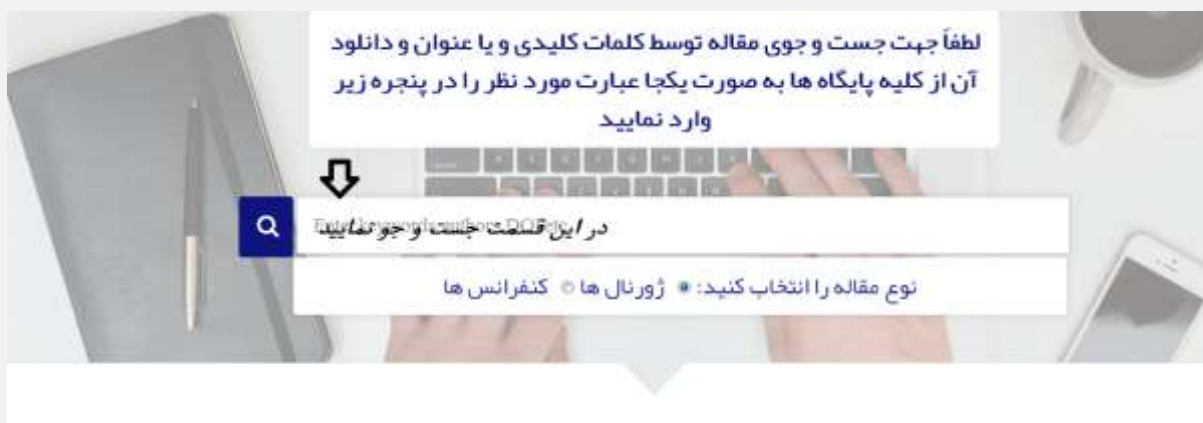 لطفاً جهت جست و جوی مقاله توسط کلمات کلیدی و یا عنوان و دانلود
آن از کلیه پایگاه ها به صورت یکجا عبارت مورد نظر را در پنجره زیر
وارد نمایید
در این قسمت جست و جو نمایید
نوع مقاله را انتخاب کنید: ژورنال ها کنفرانس ها